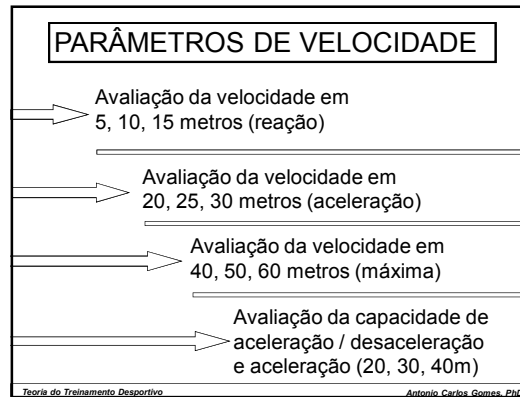 PARÂMETROS DE VELOCIDADE
Avaliação da velocidade em
5, 10, 15 metros (reação)
Avaliação da velocidade em
20, 25, 30 metros (aceleração)
Avaliação da velocidade em
40, 50, 60 metros (máxima)
Avaliação da capacidade de
aceleração / desaceleração
e aceleração (20, 30, 40m)
Teoria do Treinamento Desportivo
Antonio Carlos Gomes, PhD